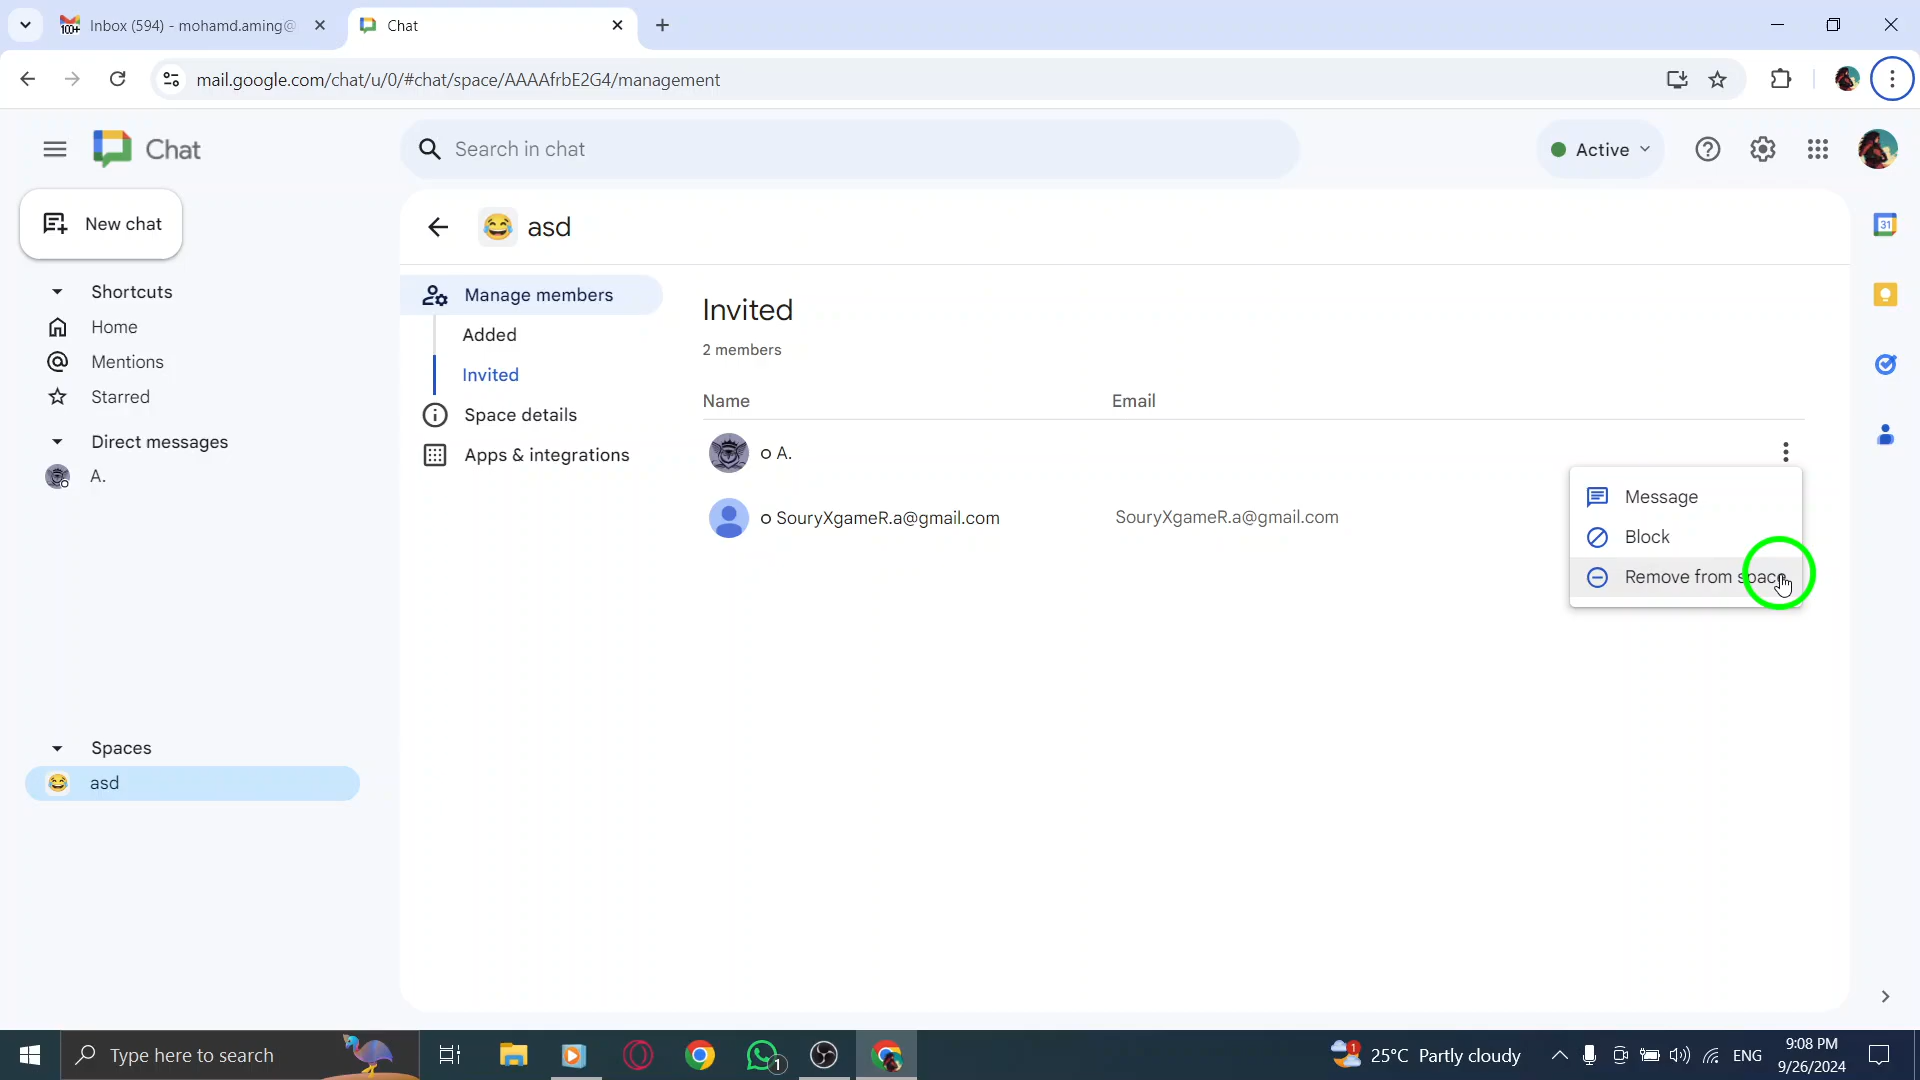 Inbox (594) - mohamd.aming@
Chat
mail.google.com/chat/u/0/#chat/space/AAAAfrbE2G4/management
Chat
Search in chat
Active
New chat
asd
31
Shortcuts
Home
Mentions
Starred
Direct messages
A.
Spaces
asd
Manage members
Added
Invited
Space details
Apps & integrations
Invited
2 members
Name
Email
A.
SouryXgameR.a@gmail.com
SouryXgameR.a@gmail.com
Message
Block
Remove from space
Type here to search
1
1
25°C Partly cloudy
ENG
9:08 PM
9/26/2024